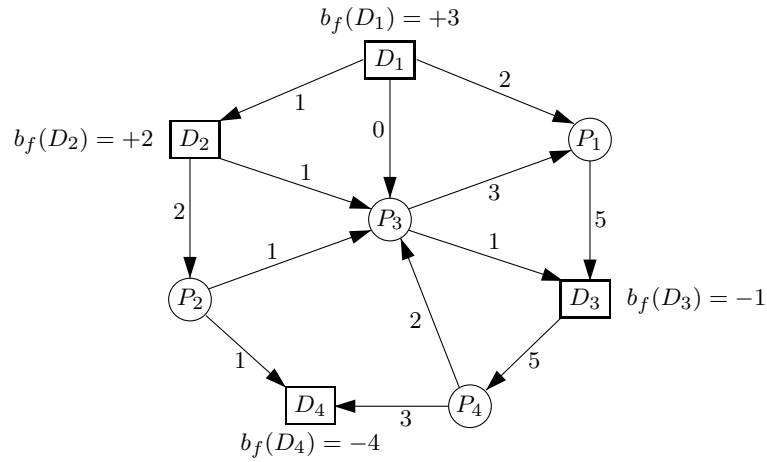 b_f(D_1) = +3
D_1
1
2
0
b_f(D_2) = +2
D_2
P_1
1
3
2
P_3
5
1
1
P_2
D_3
b_f(D_3) = −1
2
1
5
D_4
3
P_4
b_f(D_4) = −4